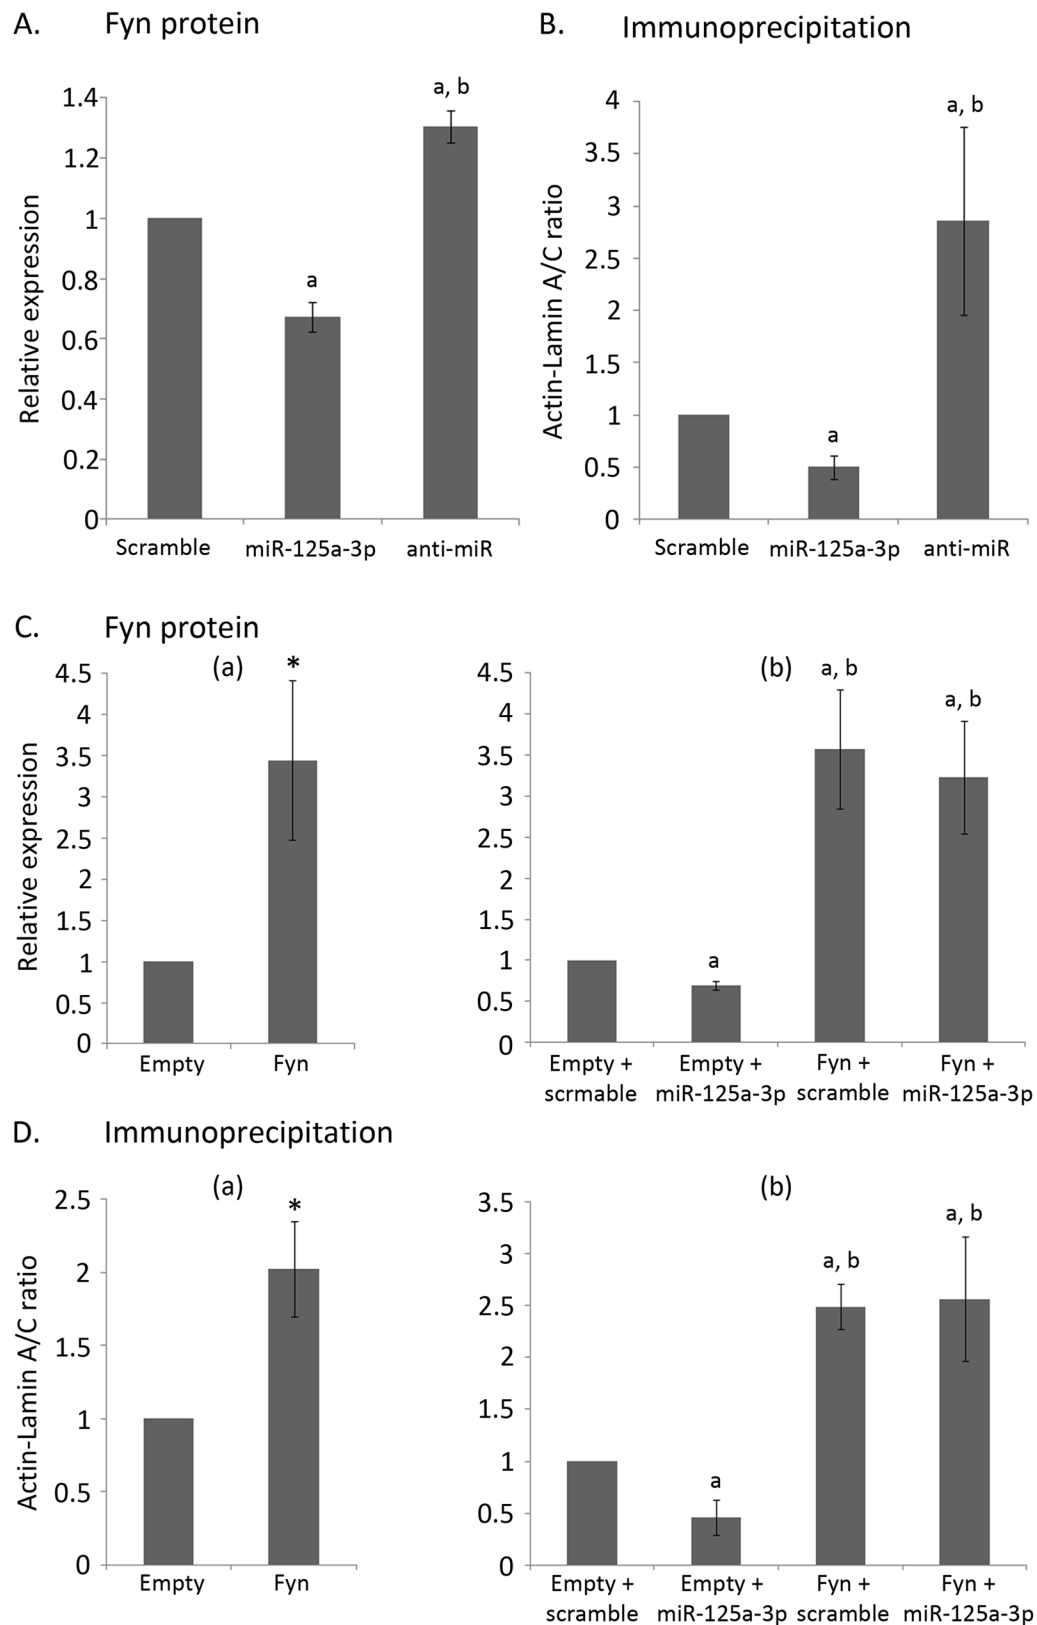 A. Fyn protein
B. Immunoprecipitation
Relative expression
1.4
1.2
1
0.8
0.6
0.4
0.2
0
a
a, b
Scramble miR-125a-3p anti-miR
Actin-Lamin A/C ratio
4
3.5
3
2.5
2
1.5
1
0.5
0
a
a, b
Scramble miR-125a-3p anti-miR
C. Fyn protein
(a)
Relative expression
4.5
4
3.5
3
2.5
2
1.5
1
0.5
0
*
Empty Fyn
(b)
4.5
4
3.5
3
2.5
2
1.5
1
0.5
0
a
a, b
a, b
Empty + Empty + Fyn + Fyn +
scrmable miR-125a-3p scramble miR-125a-3p
D. Immunoprecipitation
(a)
Actin-Lamin A/C ratio
2.5
2
1.5
1
0.5
0
*
Empty Fyn
(b)
3.5
3
2.5
2
1.5
1
0.5
0
a
a, b
a, b
Empty + Empty + Fyn + Fyn +
scramble miR-125a-3p scramble miR-125a-3p